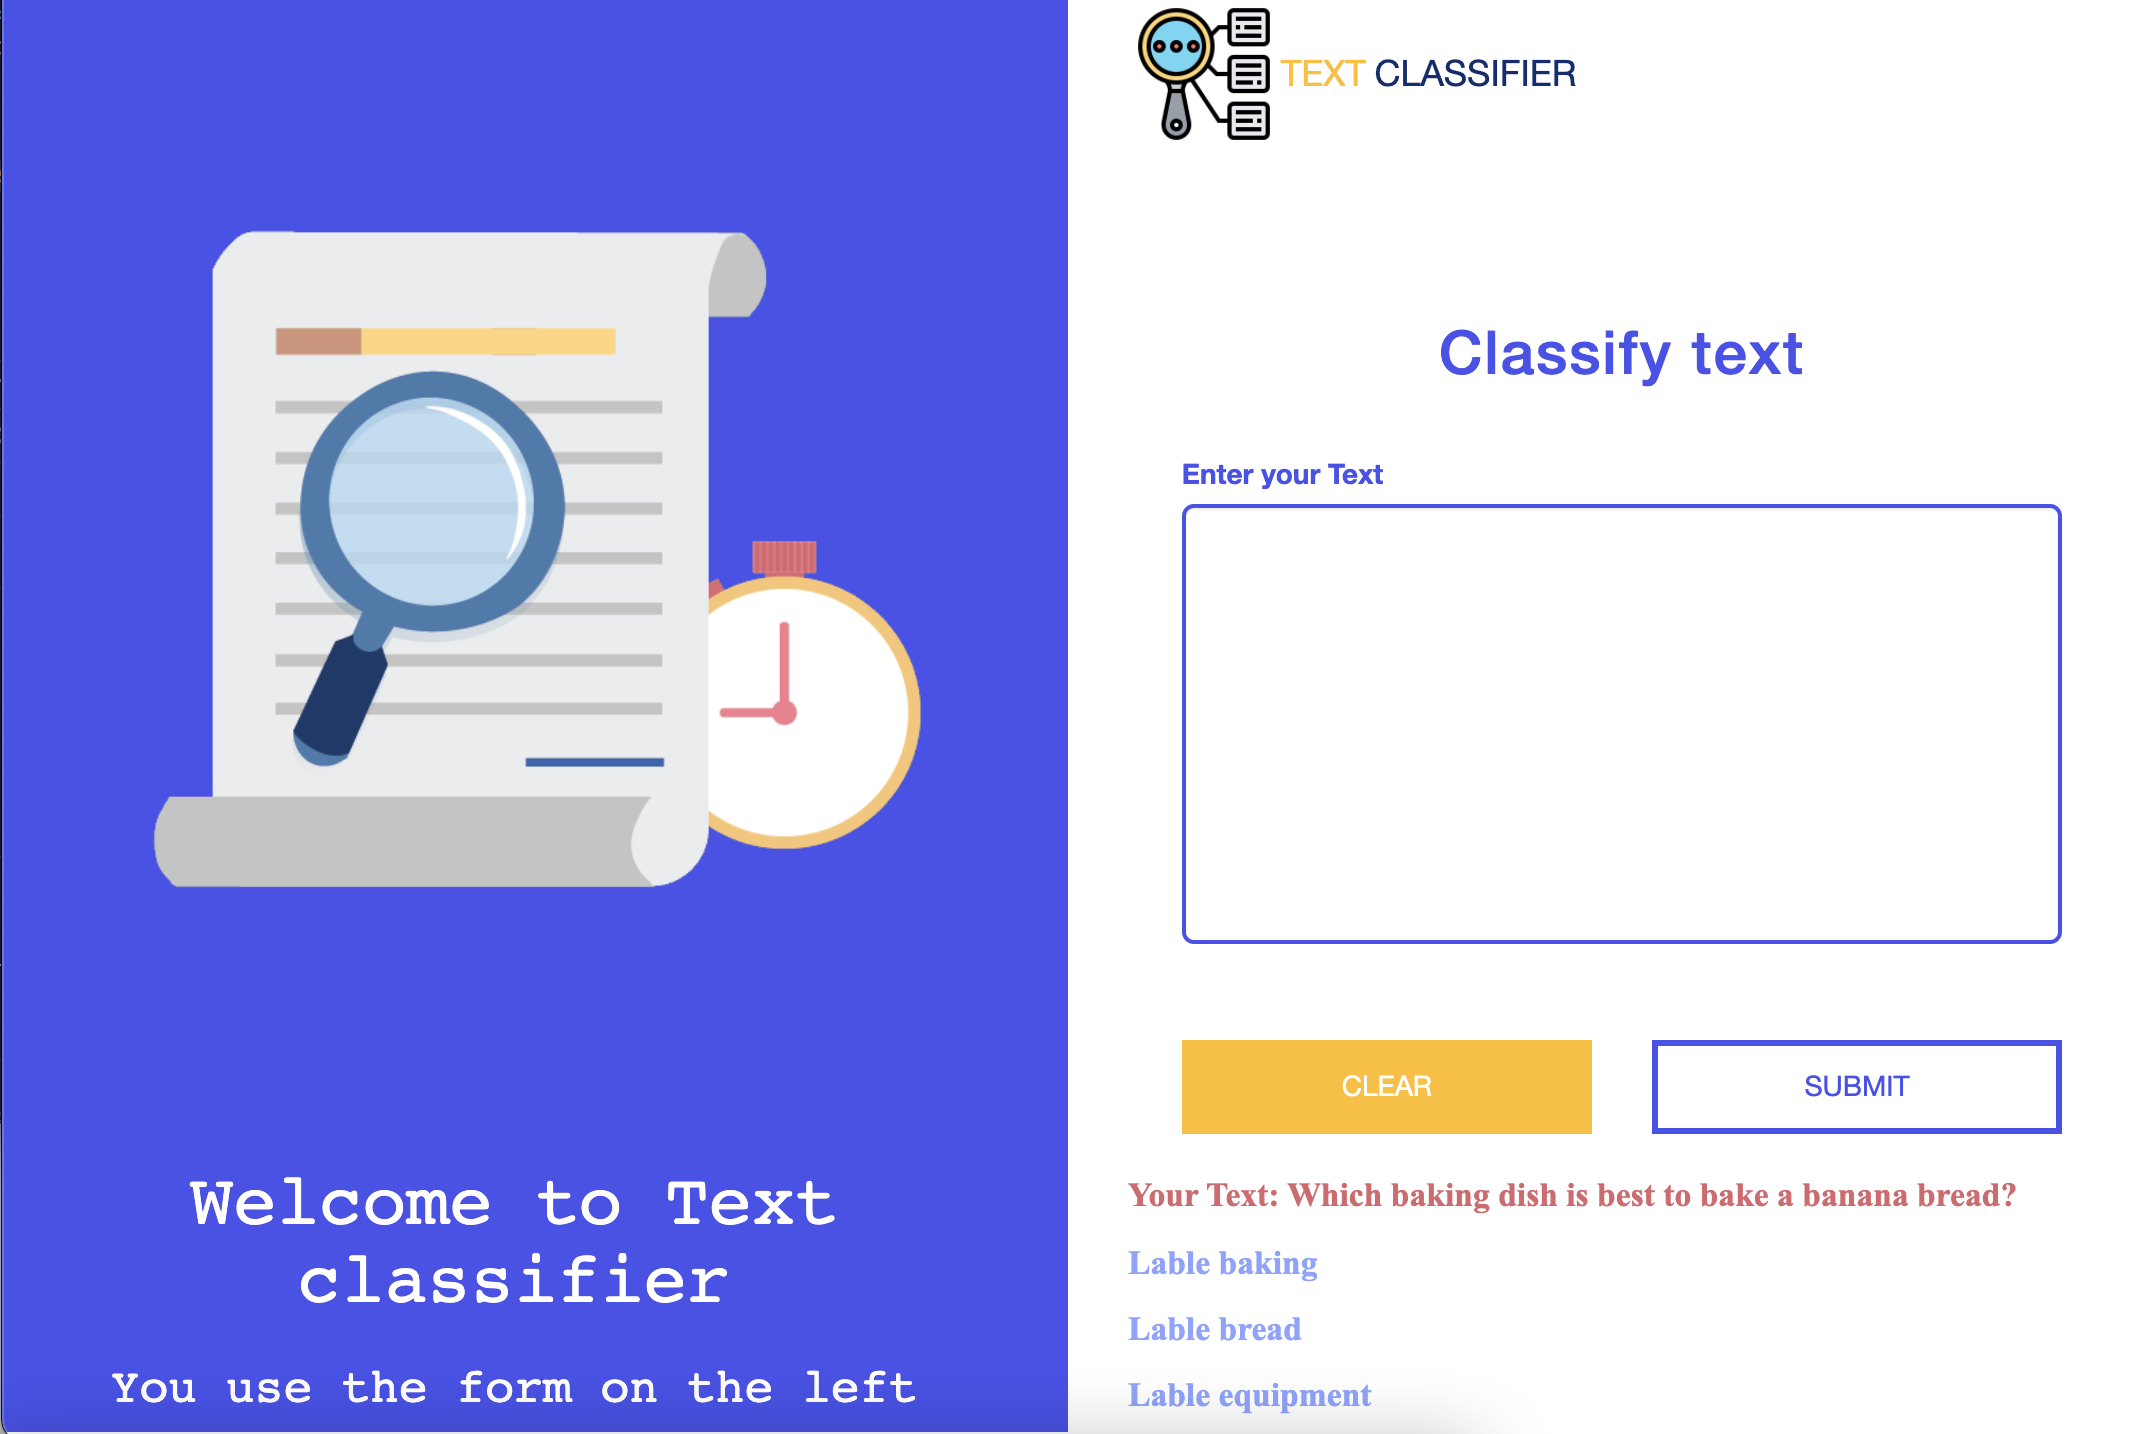 TEXT CLASSIFIER
Classify text
Enter your Text
CLEAR
SUBMIT
Your Text: Which baking dish is best to bake a banana bread?
Lable baking
Lable bread
Lable equipment
Welcome to Text
classifier
You use the form on the left